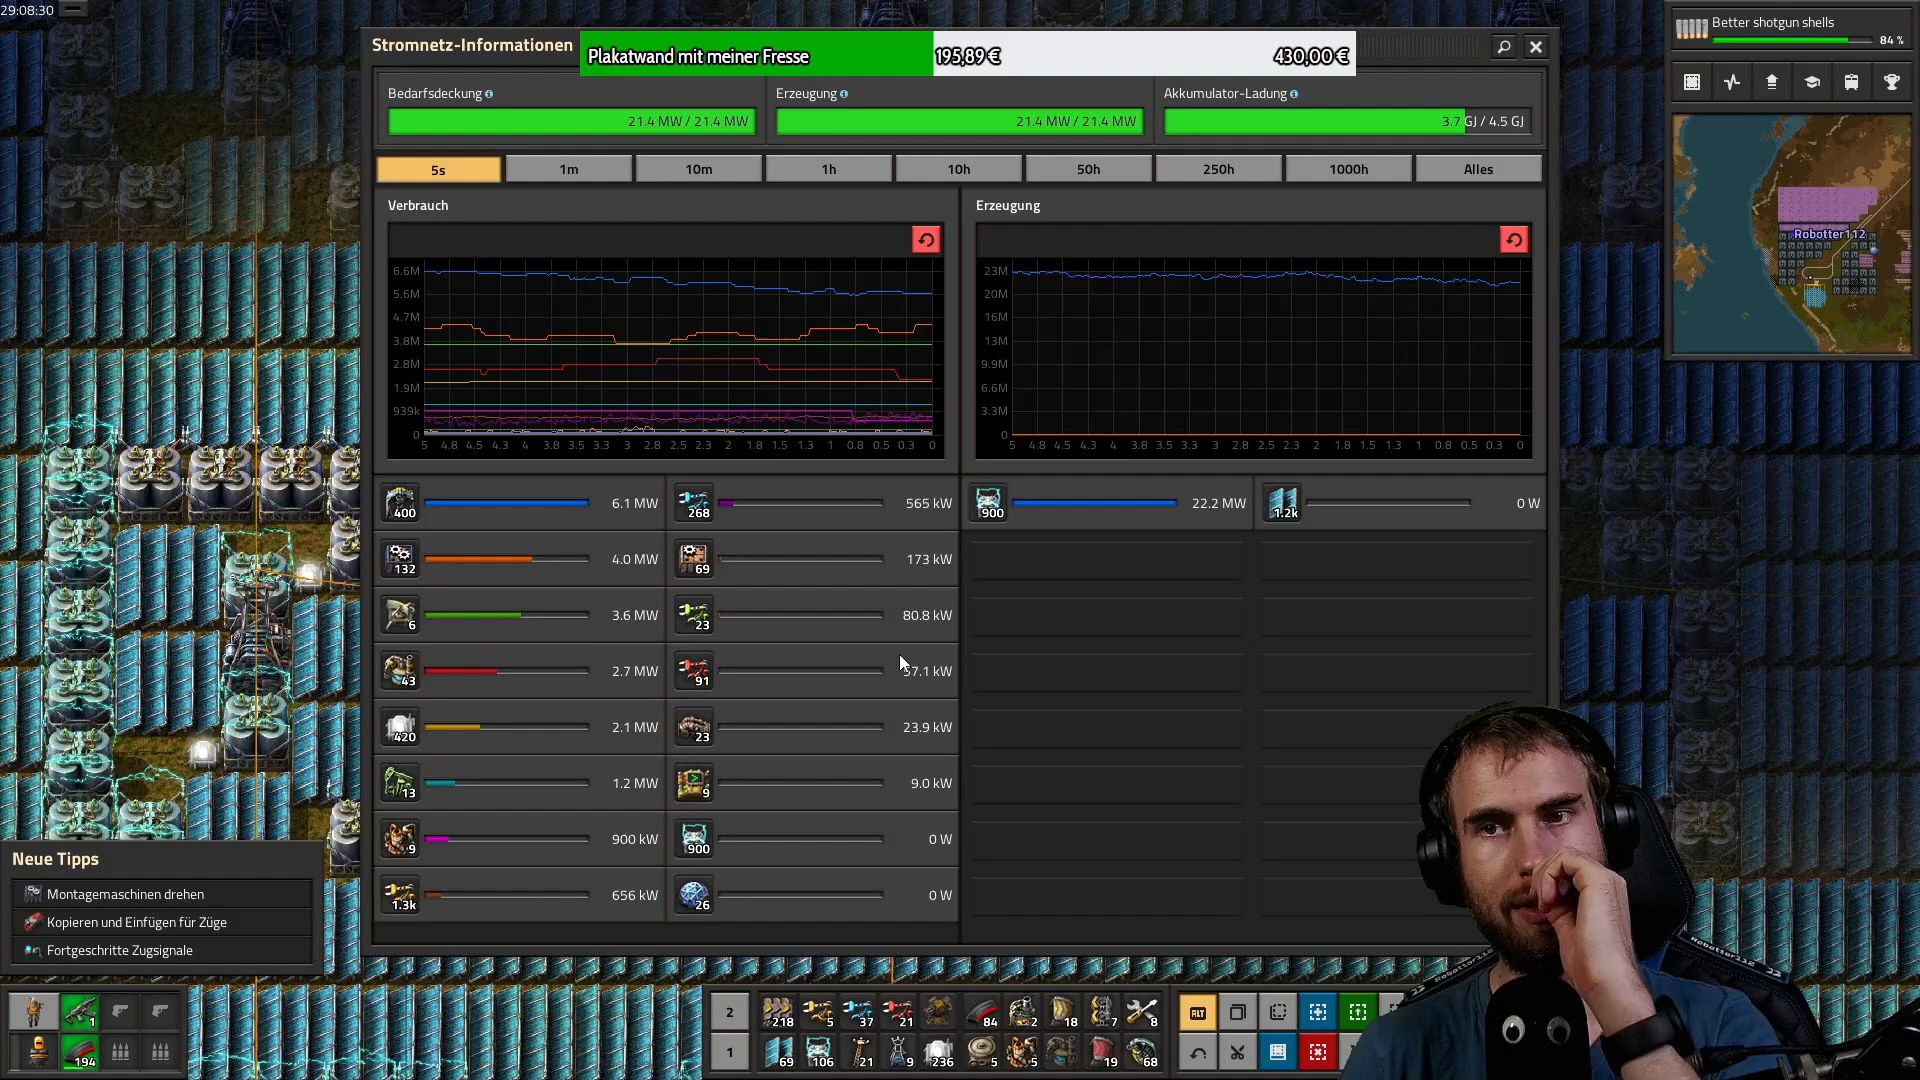 29:08:30
Stromnetz-Informationen
Plakatwand mit meiner Fresse
195,89 €
430,00 €
Better shotgun shells
84 %
Bedarfsdeckung
Erzeugung
Akkumulator-Ladung
21.4 MW / 21.4 MW
21.4 MW / 21.4 MW
3.7 GJ / 4.5 GJ
5s
1m
10m
1h
10h
50h
250h
1000h
Alles
Verbrauch
Erzeugung
6.6M
5.6M
4.7M
3.8M
2.8M
1.9M
939k
0
5 4.8 4.5 4.3 4 3.8 3.5 3.3 3 2.8 2.5 2.3 2 1.8 1.5 1.3 1 0.8 0.5 0.3 0
23M
20M
16M
13M
9.9M
6.6M
3.3M
0
5 4.8 4.5 4.3 4 3.8 3.5 3.3 3 2.8 2.5 2.3 2 1.8 1.5 1.3 1 0.8 0.5 0.3 0
Robotter112
400 6.1 MW
268 565 kW
900 22.2 MW
1.2k 0 W
132 4.0 MW
69 173 kW
6 3.6 MW
23 80.8 kW
43 2.7 MW
91 57.1 kW
420 2.1 MW
23 23.9 kW
13 1.2 MW
9 9.0 kW
9 900 kW
900 0 W
1.3k 656 kW
26 0 W
Neue Tipps
Montagemaschinen drehen
Kopieren und Einfügen für Züge
Fortgeschritte Zugsignale
1
194
2
218 5 37 21 84 2 18 7 8
1
69 106 21 9 236 5 5 19 68
ALT
Robotter112